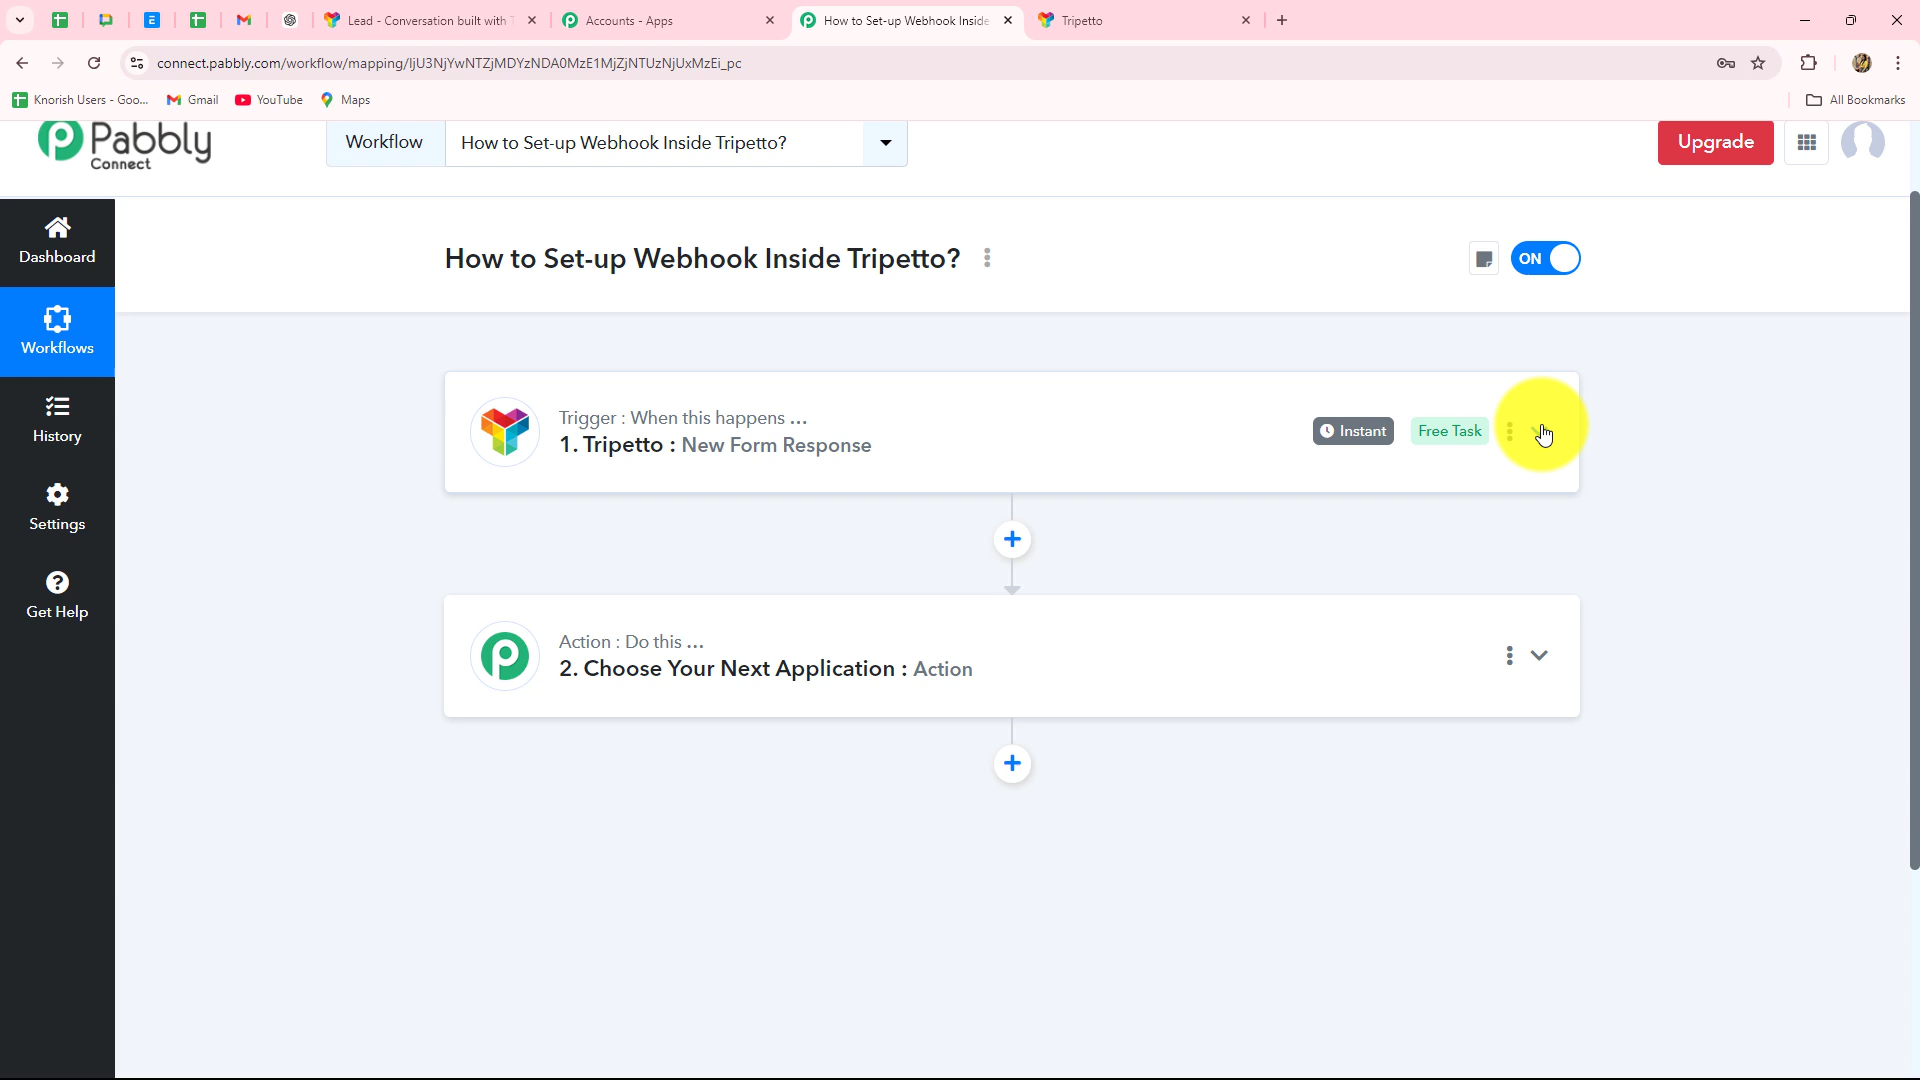 Lead - Conversation built with T
Accounts - Apps
How to Set-up Webhook Inside
Tripetto
connect.pabbly.com/workflow/mapping/IjU3NjYwNTZjMDYzNDA0MzE1MjZjNTUzNjUxMzEi_pc
Knorish Users - Goo...
Gmail
YouTube
Maps
All Bookmarks
Pabbly
Connect
Workflow
How to Set-up Webhook Inside Tripetto?
Upgrade
Dashboard
Workflows
History
Settings
Get Help
How to Set-up Webhook Inside Tripetto?
ON
Trigger : When this happens ...
1. Tripetto : New Form Response
Instant
Free Task
Action : Do this ...
2. Choose Your Next Application : Action